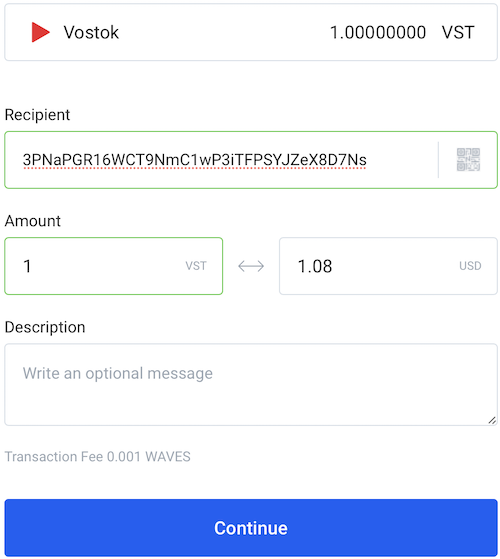 Vostok 1.00000000 VST
Recipient
3PNaPGR16WCT9NmC1wP3iTFPSYJZeX8D7Ns
Amount
1 VST 1.08 USD
Description
Write an optional message
Transaction Fee 0.001 WAVES
Continue